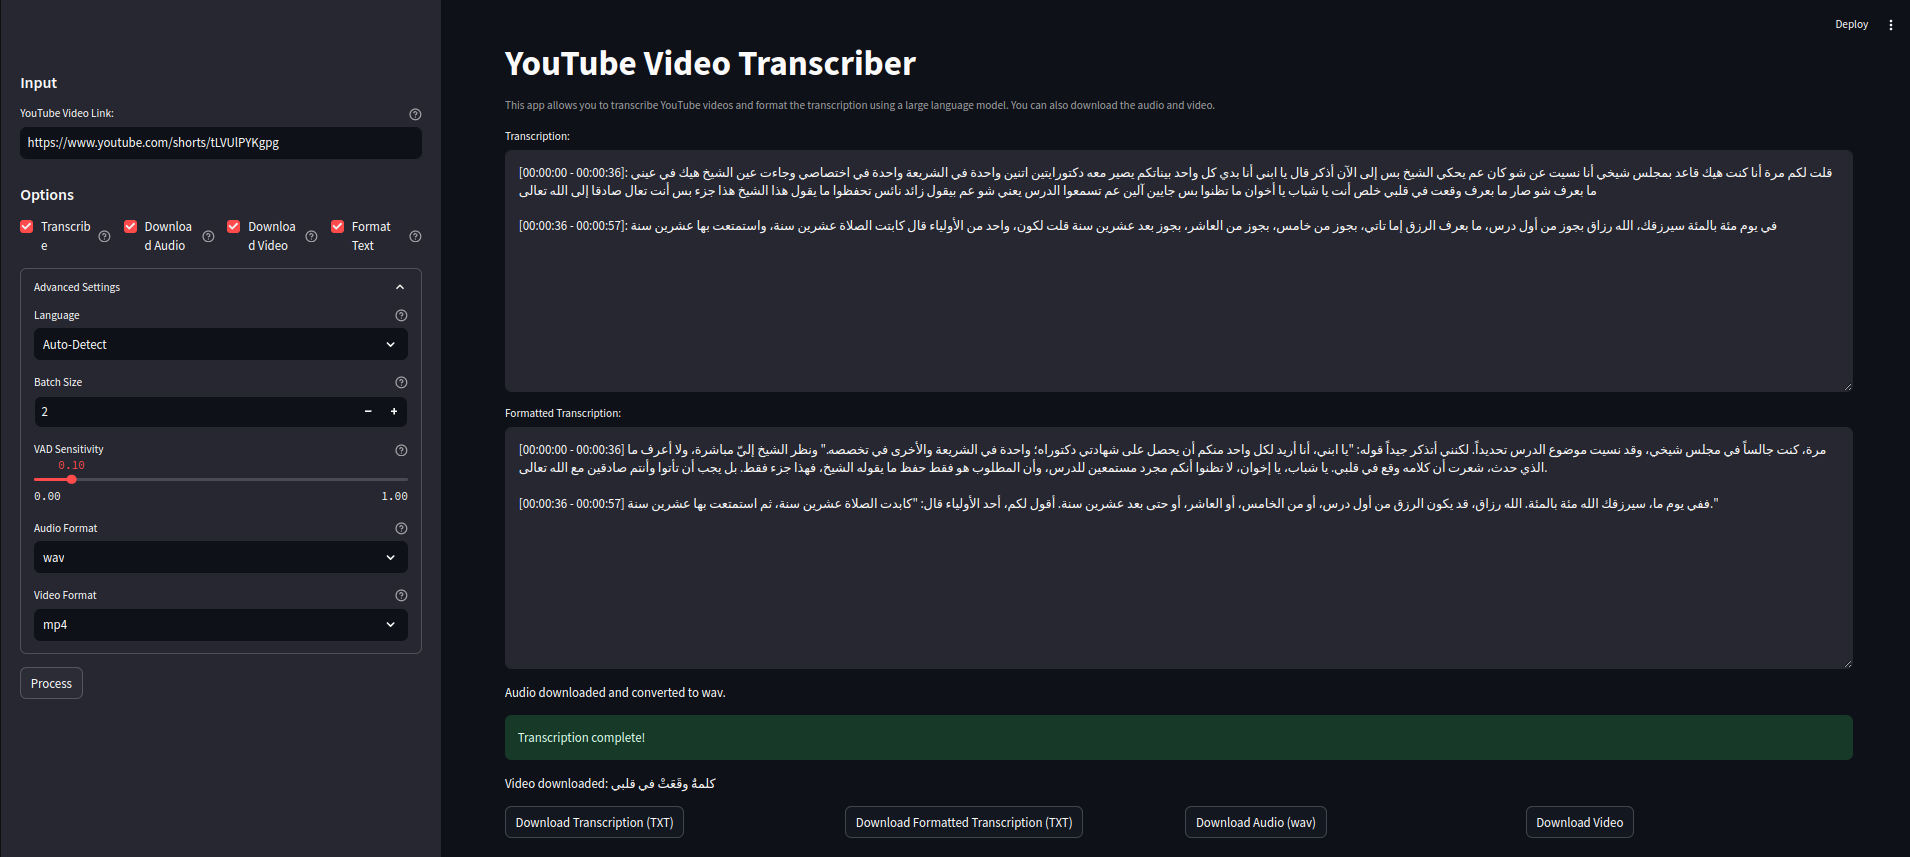 Deploy
Input
YouTube Video Link:
https://www.youtube.com/shorts/tLVUlPYKgpg
Options
Transcribe
Download Audio
Download Video
Format Text
Advanced Settings
Language
Auto-Detect
Batch Size
2
VAD Sensitivity
0.10
0.00 1.00
Audio Format
wav
Video Format
mp4
Process
YouTube Video Transcriber
This app allows you to transcribe YouTube videos and format the transcription using a large language model. You can also download the audio and video.
Transcription:
[00:00:00 - 00:00:36]: قلت لكم مرة أنا كنت هيك قاعد بمجلس شيخي أنا نسيت عن شو كان عم يحكي الشيخ بس إلى الآن أذكر قال يا ابني أنا بدي كل واحد بيناتكم يصير معه دكتورايتين اتنين واحدة في الشريعة واحدة في اختصاصي وجاءت عين الشيخ هيك في عيني
ما بعرف شو صار ما بعرف وقعت في قلبي خلص أنت يا شباب يا أخوان ما تظنوا بس جايين آلين عم تسمعوا الدرس يعني شو عم بيقول زائد نائس تحفظوا ما يقول هذا الشيخ هذا جزء بس أنت تعال صادقا إلى الله تعالى
[00:00:36 - 00:00:57]: في يوم مئة بالمئة سيرزقك، الله رزاق بجوز من أول درس، ما بعرف الرزق إما تاتي، بجوز من خامس، بجوز من العاشر، بجوز بعد عشرين سنة قلت لكون، واحد من الأولياء قال كابتت الصلاة عشرين سنة، واستمتعت بها عشرين سنة
Formatted Transcription:
[00:00:00 - 00:00:36] مرة، كنت جالساً في مجلس شيخي، وقد نسيت موضوع الدرس تحديداً. لكنني أتذكر جيداً قوله: "يا ابني، أنا أريد لكل واحد منكم أن يحصل على شهادتي دكتوراه؛ واحدة في الشريعة والأخرى في تخصصه." ونظر الشيخ إليّ مباشرة، ولا أعرف ما
الذي حدث، شعرت أن كلامه وقع في قلبي. يا شباب، يا إخوان، لا تظنوا أنكم مجرد مستمعين للدرس، وأن المطلوب هو فقط حفظ ما يقوله الشيخ، فهذا جزء فقط. بل يجب أن تأتوا وأنتم صادقين مع الله تعالى.
[00:00:36 - 00:00:57] ففي يوم ما، سيرزقك الله مئة بالمئة. الله رزاق، قد يكون الرزق من أول درس، أو من الخامس، أو العاشر، أو حتى بعد عشرين سنة. أقول لكم، أحد الأولياء قال: "كابدت الصلاة عشرين سنة، ثم استمتعت بها عشرين سنة."
Audio downloaded and converted to wav.
Transcription complete!
Video downloaded: كلمةٌ وقَعَتْ في قلبي
Download Transcription (TXT)
Download Formatted Transcription (TXT)
Download Audio (wav)
Download Video